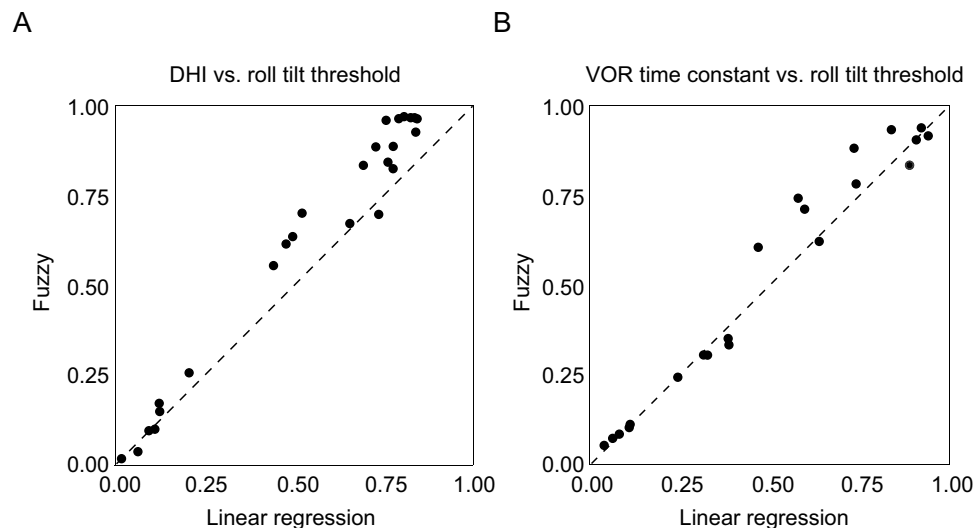 A
B
DHI vs. roll tilt threshold
VOR time constant vs. roll tilt threshold
Fuzzy
1.00
0.75
0.50
0.25
0.00
0.00 0.25 0.50 0.75 1.00
Linear regression
Fuzzy
1.00
0.75
0.50
0.25
0.00
0.00 0.25 0.50 0.75 1.00
Linear regression